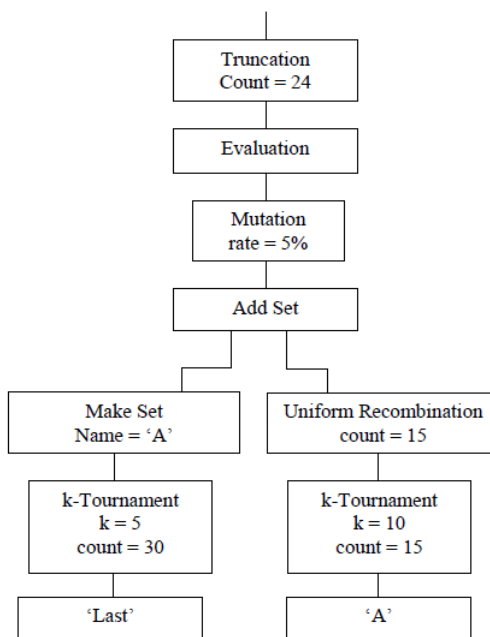 Truncation
Count = 24
Evaluation
Mutation
rate = 5%
Add Set
Make Set
Name = ‘A’
Uniform Recombination
count = 15
k-Tournament
k = 5
count = 30
k-Tournament
k = 10
count = 15
‘Last’
‘A’